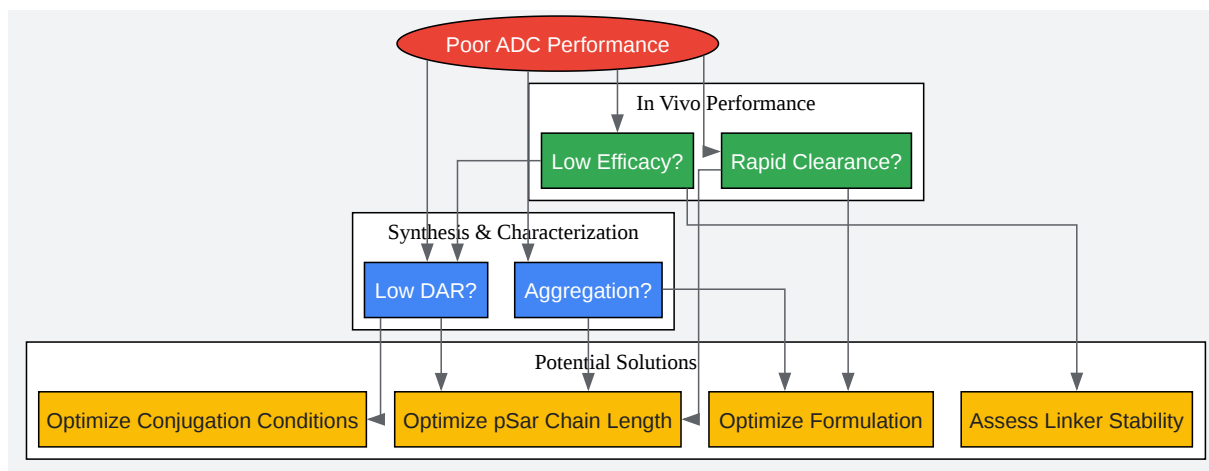 Poor ADC Performance
In Vivo Performance
Low Efficacy?
Rapid Clearance?
Synthesis & Characterization
Low DAR?
Aggregation?
Potential Solutions
Optimize Conjugation Conditions
Optimize pSar Chain Length
Optimize Formulation
Assess Linker Stability